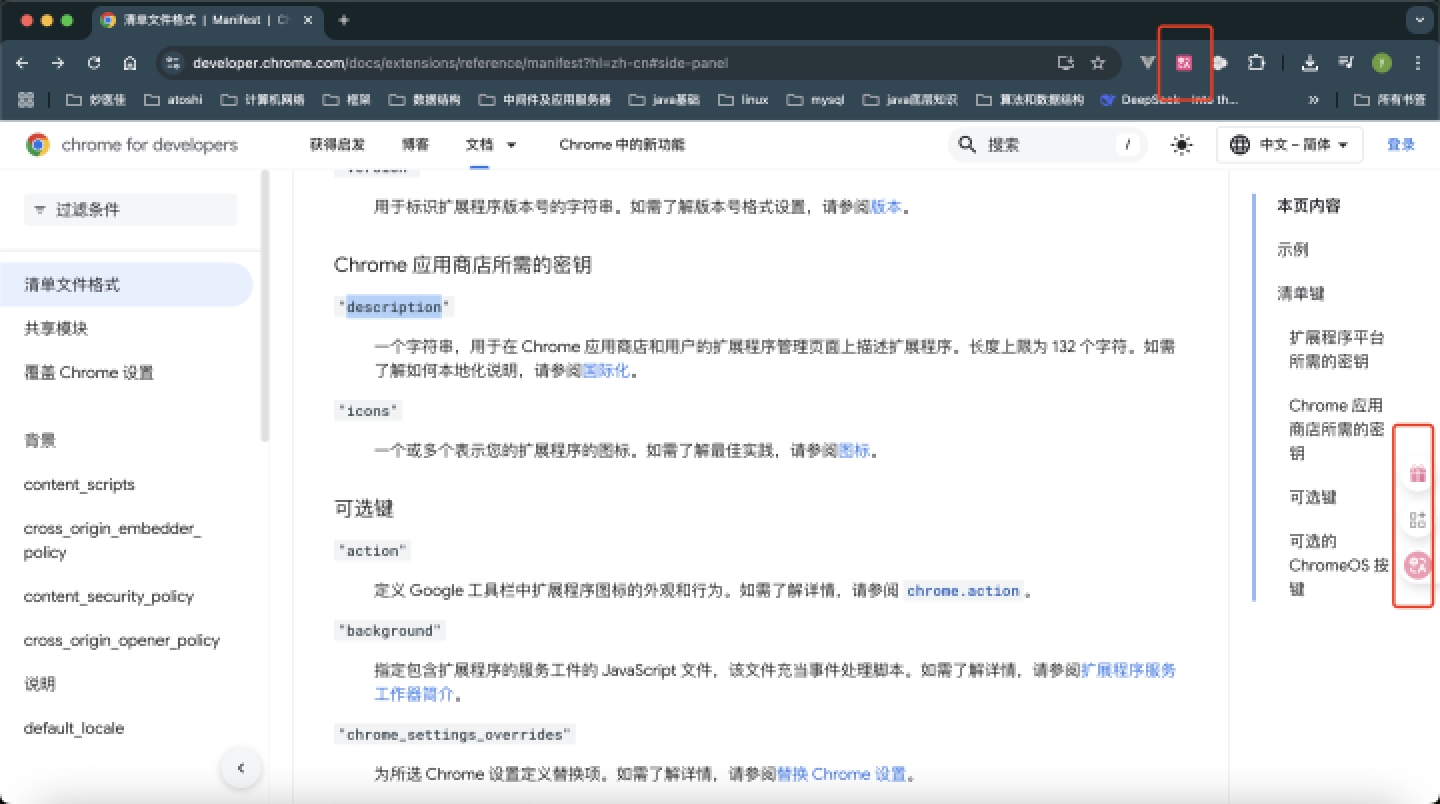 清单文件格式 | Manifest | C
developer.chrome.com/docs/extensions/reference/manifest?hl=zh-cn#side-panel
妙医佳 atoshi 计算机网络 框架 数据结构 中间件及应用服务器 java基础 linux mysql java底层知识 算法和数据结构 DeepSeek - Into th... » 所有书签
chrome for developers 获得启发 博客 文档 Chrome 中的新功能 搜索 / 中文 – 简体 登录
过滤条件
清单文件格式
共享模块
覆盖 Chrome 设置
背景
content_scripts
cross_origin_embedder_
policy
content_security_policy
cross_origin_opener_policy
说明
default_locale
"version"
用于标识扩展程序版本号的字符串。如需了解版本号格式设置，请参阅版本。
Chrome 应用商店所需的密钥
"description"
一个字符串，用于在 Chrome 应用商店和用户的扩展程序管理页面上描述扩展程序。长度上限为 132 个字符。如需
了解如何本地化说明，请参阅国际化。
"icons"
一个或多个表示您的扩展程序的图标。如需了解最佳实践，请参阅图标。
可选键
"action"
定义 Google 工具栏中扩展程序图标的外观和行为。如需了解详情，请参阅 chrome.action 。
"background"
指定包含扩展程序的服务工件的 JavaScript 文件，该文件充当事件处理脚本。如需了解详情，请参阅扩展程序服务
工作器简介。
"chrome_settings_overrides"
为所选 Chrome 设置定义替换项。如需了解详情，请参阅替换 Chrome 设置。
本页内容
示例
清单键
扩展程序平台
所需的密钥
Chrome 应用
商店所需的密
钥
可选键
可选的
ChromeOS 按
键